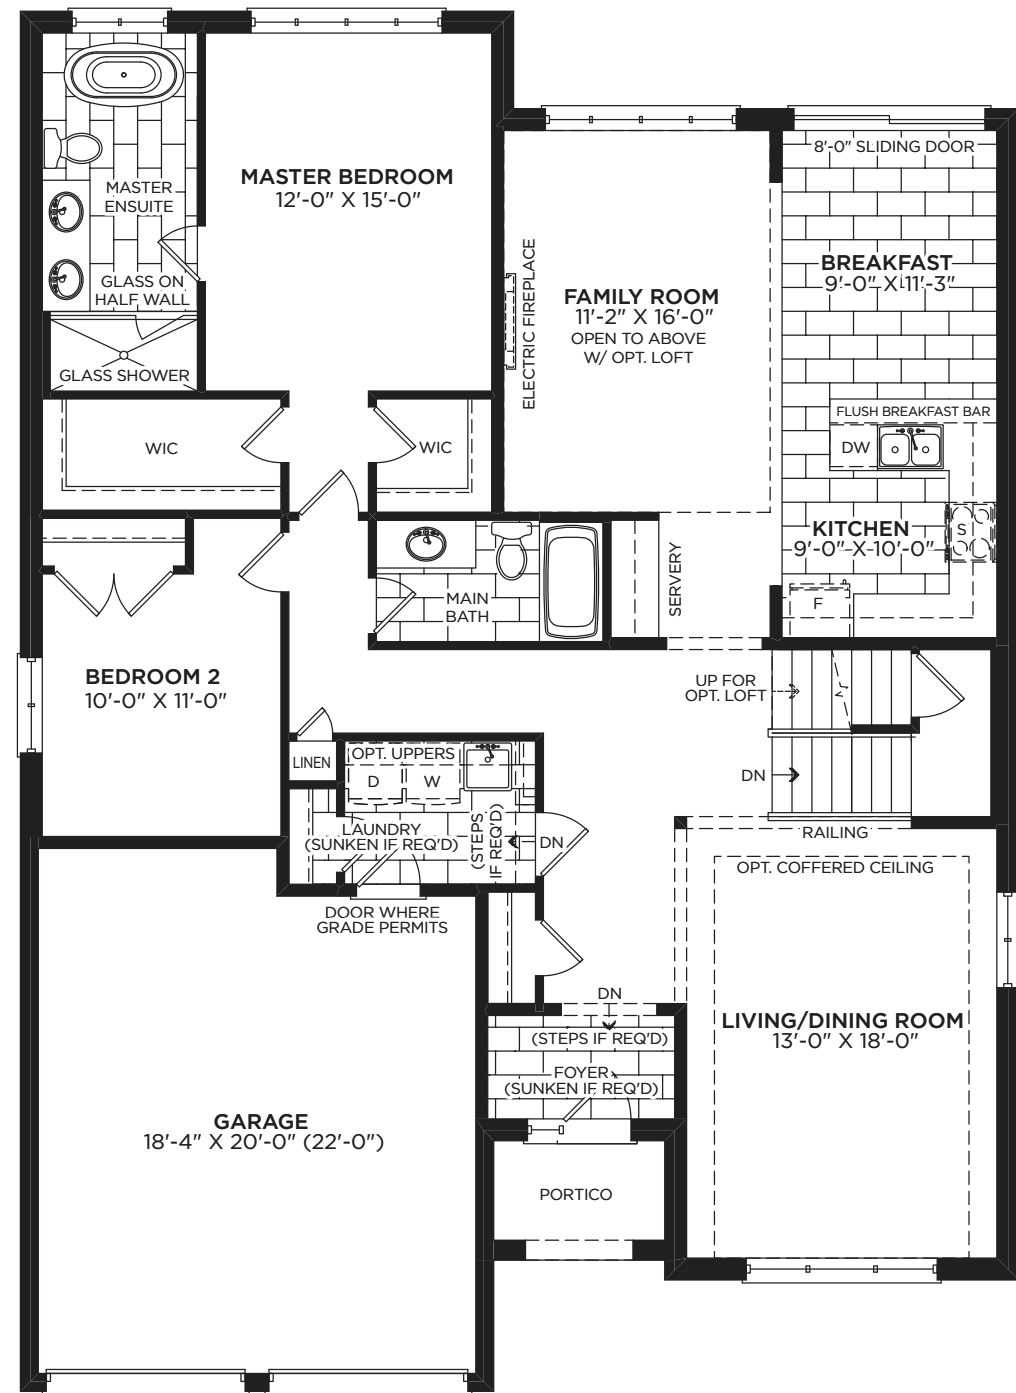 8'-0" SLIDING DOOR
MASTER BEDROOM
12'-0" X 15'-0"
MASTER
ENSUITE
GLASS ON
HALF WALL
GLASS SHOWER
ELECTRIC FIREPLACE
FAMILY ROOM
11'-2" X 16'-0"
OPEN TO ABOVE
W/ OPT. LOFT
BREAKFAST
9'-0" X 11'-3"
FLUSH BREAKFAST BAR
DW
WIC
WIC
KITCHEN
9'-0" X 10'-0"
S
F
SERVERY
MAIN
BATH
BEDROOM 2
10'-0" X 11'-0"
UP FOR
OPT. LOFT
DN
RAILING
LINEN
OPT. UPPERS
D
W
LAUNDRY
(SUNKEN IF REQ'D)
(STEPS
IF REQ'D)
DN
OPT. COFFERED CEILING
DOOR WHERE
GRADE PERMITS
DN
(STEPS IF REQ'D)
FOYER
(SUNKEN IF REQ'D)
LIVING/DINING ROOM
13'-0" X 18'-0"
GARAGE
18'-4" X 20'-0" (22'-0")
PORTICO